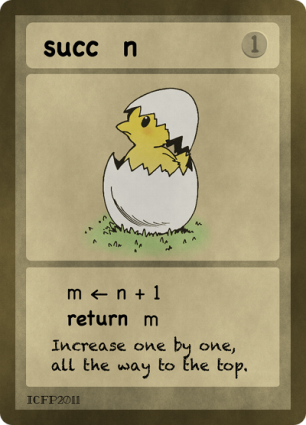 succ n
1
m ← n + 1
return m
Increase one by one,
all the way to the top.
ICFP2011